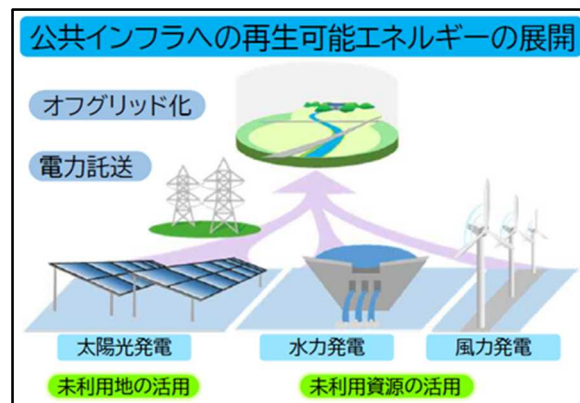 公共インフラへの再生可能エネルギーの展開
オフグリッド化
電力託送
太陽光発電
水力発電
風力発電
未利用地の活用
未利用資源の活用